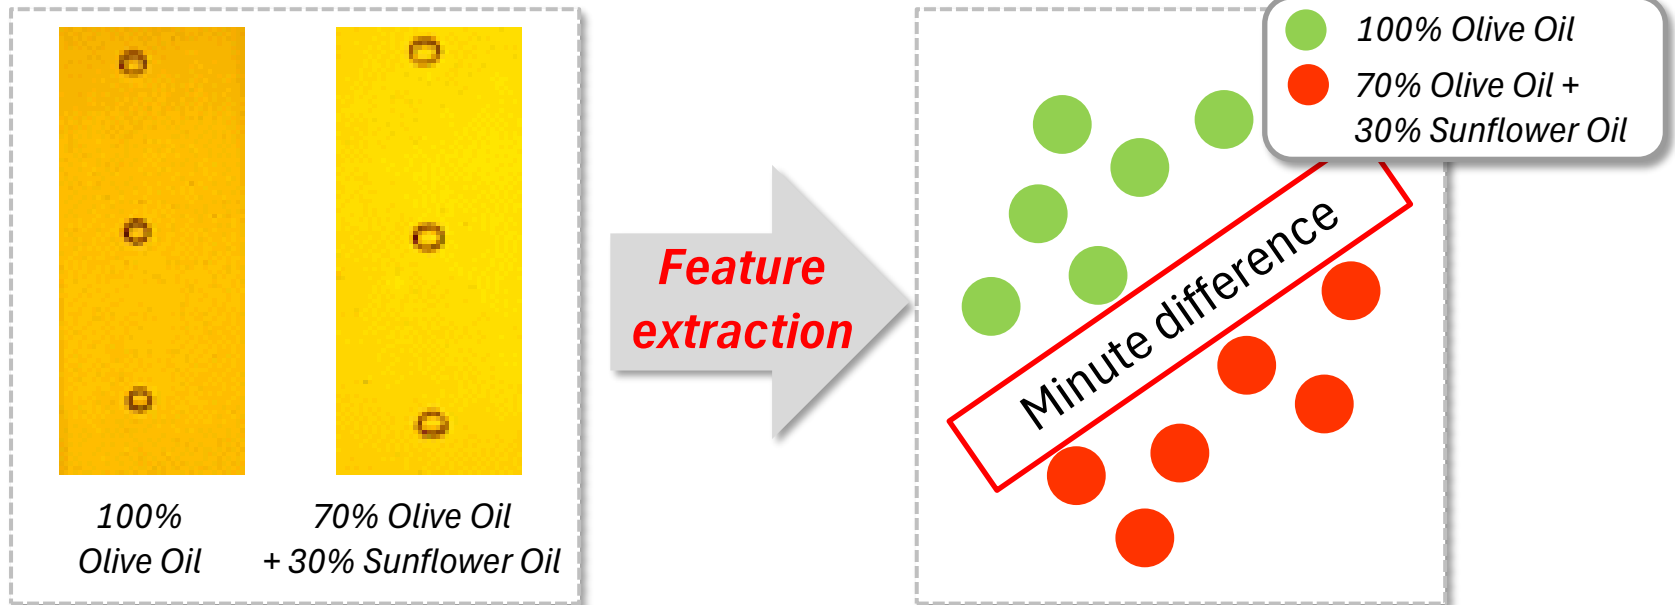 100%
Olive Oil
70% Olive Oil
+ 30% Sunflower Oil
Feature
extraction
100% Olive Oil
70% Olive Oil +
30% Sunflower Oil
Minute difference